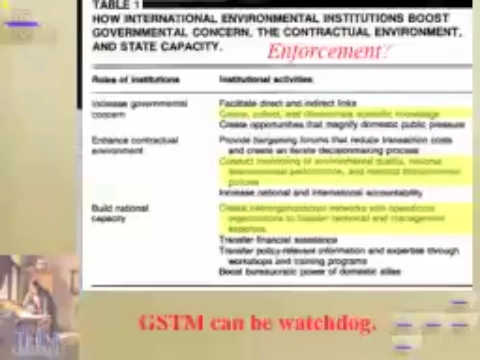 TABLE 1
HOW INTERNATIONAL ENVIRONMENTAL INSTITUTIONS BOOST
GOVERNMENTAL CONCERN, THE CONTRACTUAL ENVIRONMENT,
AND STATE CAPACITY.
Enforcement?
Roles of institutions
Institutional activities
Increase governmental
concern
Facilitate direct and indirect links
Create, collect, and disseminate scientific knowledge
Create opportunities that magnify domestic public pressure
Enhance contractual
environment
Provide bargaining forums that reduce transaction costs
and create an iterate decisionmaking process
Conduct monitoring of environmental quality, national
environmental performance, and national environmental
policies
Increase national and international accountability
Build national
capacity
Create interorganizational networks with operational
organizations to transfer technical and management
expertise
Transfer financial assistance
Transfer policy-relevant information and expertise through
workshops and training programs
Boost bureaucratic power of domestic allies
GSTM can be watchdog.